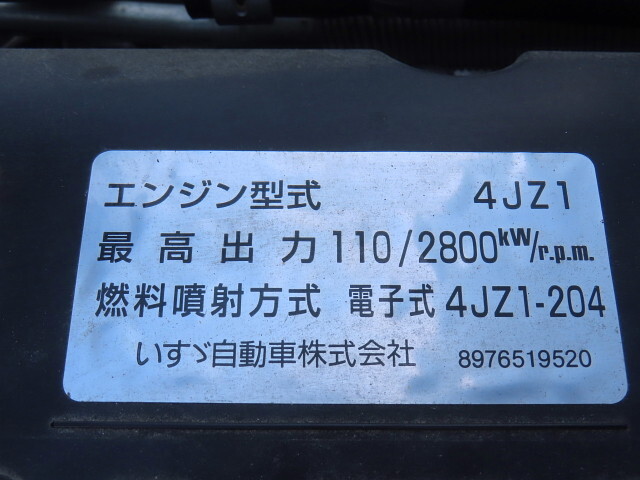 エンジン型式 4JZ1
最高出力 110/2800kW/r.p.m.
燃料噴射方式 電子式 4JZ1-204
いすゞ自動車株式会社 8976519520